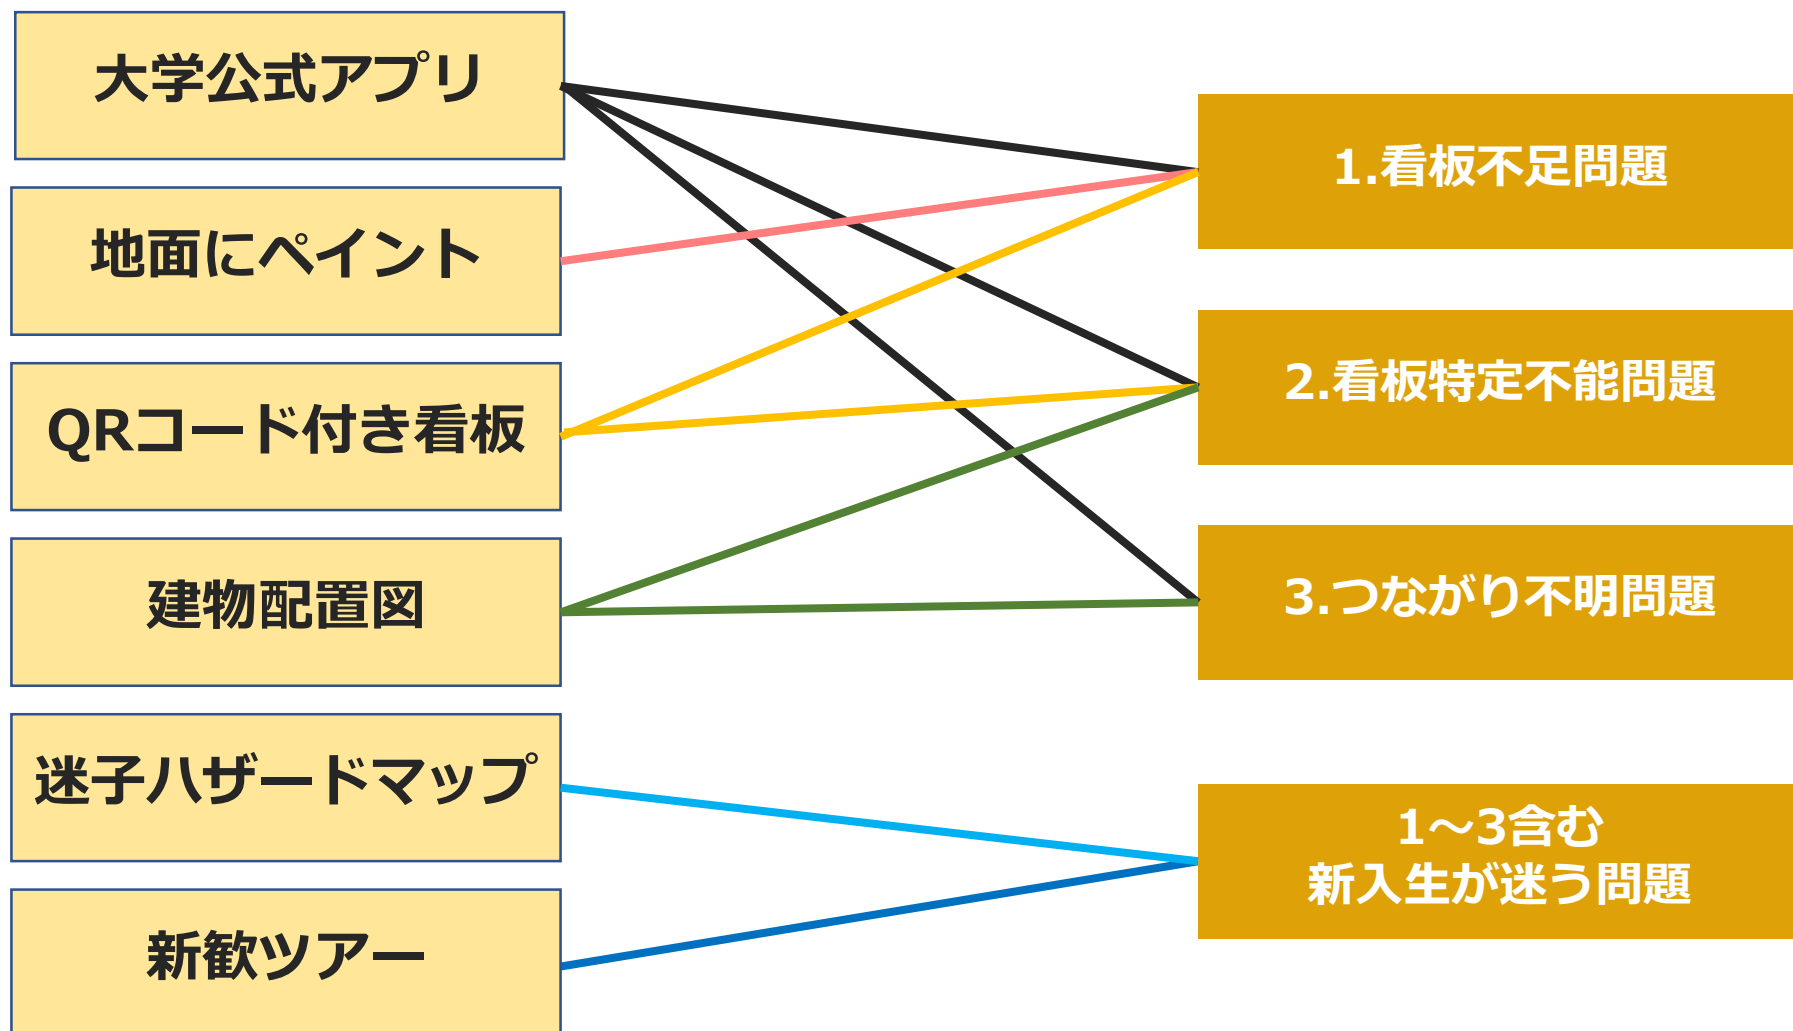 大学公式アプリ
地面にペイント
QRコード付き看板
建物配置図
迷子ハザードマップ
新歓ツアー
1.看板不足問題
2.看板特定不能問題
3.つながり不明問題
1～3含む
新入生が迷う問題